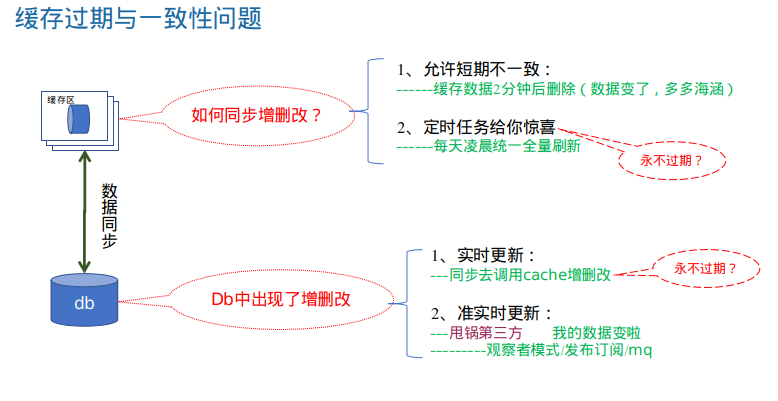 缓存过期与一致性问题
缓存区
如何同步增删改？
1、允许短期不一致：
------缓存数据2分钟后删除（数据变了，多多海涵）
2、定时任务给你惊喜
------每天凌晨统一全量刷新
永不过期？
数据同步
db
Db中出现了增删改
1、实时更新：
---同步去调用cache增删改
永不过期？
2、准实时更新：
---甩锅第三方 我的数据变啦
---------观察者模式/发布订阅/mq